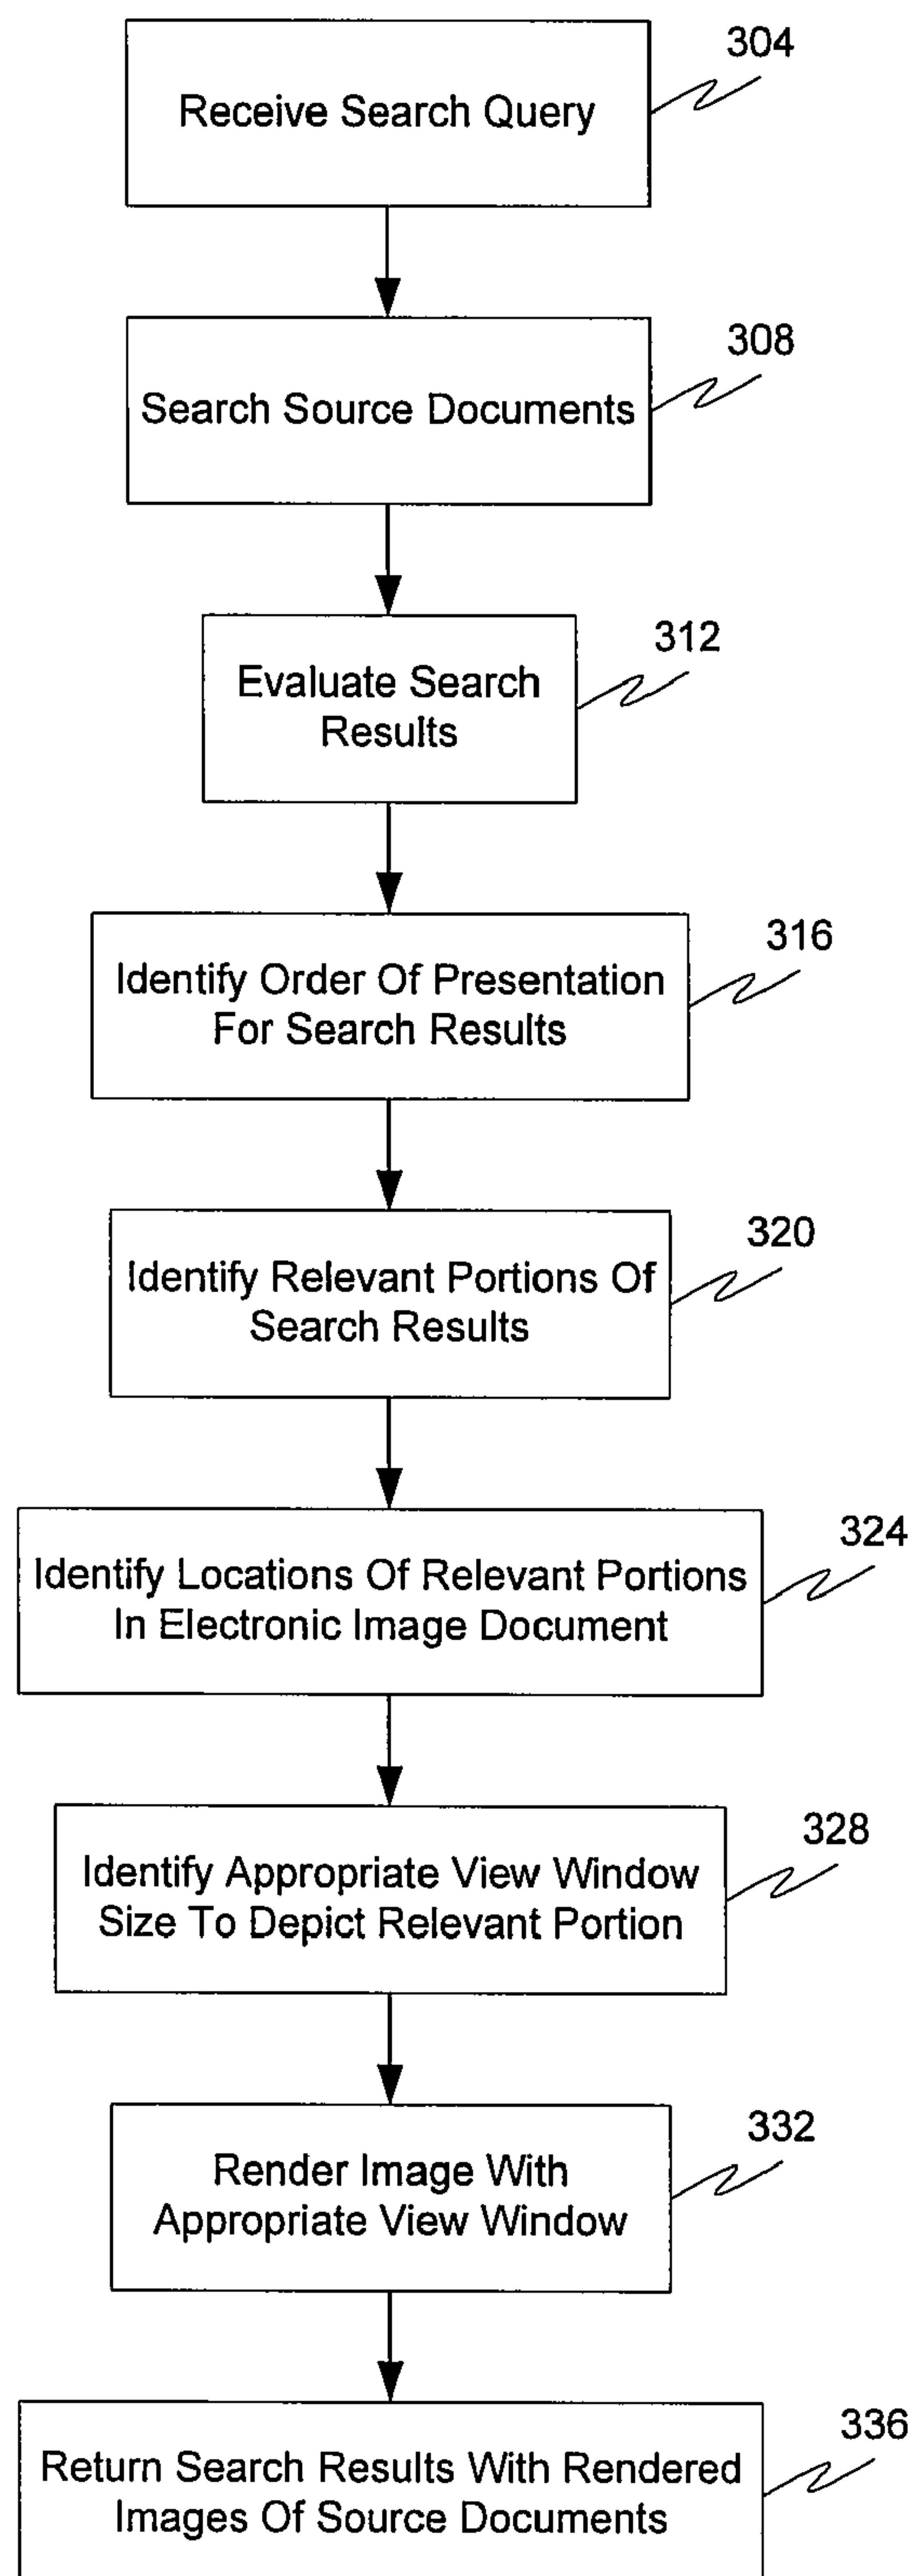 304
Receive Search Query
308
Search Source Documents
312
Evaluate Search
Results
316
Identify Order Of Presentation
For Search Results
320
Identify Relevant Portions Of
Search Results
324
Identify Locations Of Relevant Portions
In Electronic Image Document
328
Identify Appropriate View Window
Size To Depict Relevant Portion
332
Render Image With
Appropriate View Window
336
Return Search Results With Rendered
Images Of Source Documents